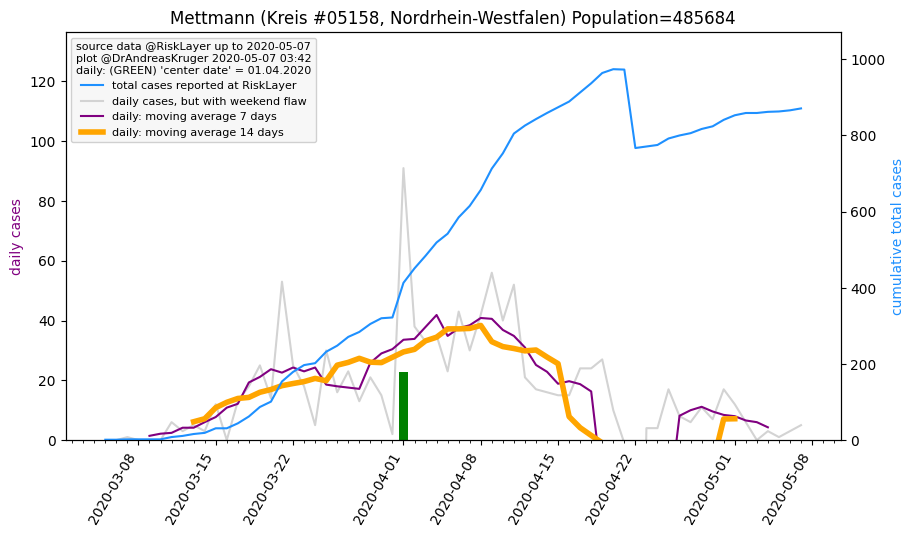 Mettmann (Kreis #05158, Nordrhein-Westfalen) Population=485684
source data @RiskLayer up to 2020-05-07
plot @DrAndreasKruger 2020-05-07 03:42
daily: (GREEN) 'center date' = 01.04.2020
total cases reported at RiskLayer
daily cases, but with weekend flaw
daily: moving average 7 days
daily: moving average 14 days
daily cases
120
100
80
60
40
20
0
1000
800
600
400
200
0
cumulative total cases
2020-03-08
2020-03-15
2020-03-22
2020-04-01
2020-04-08
2020-04-15
2020-04-22
2020-05-01
2020-05-08